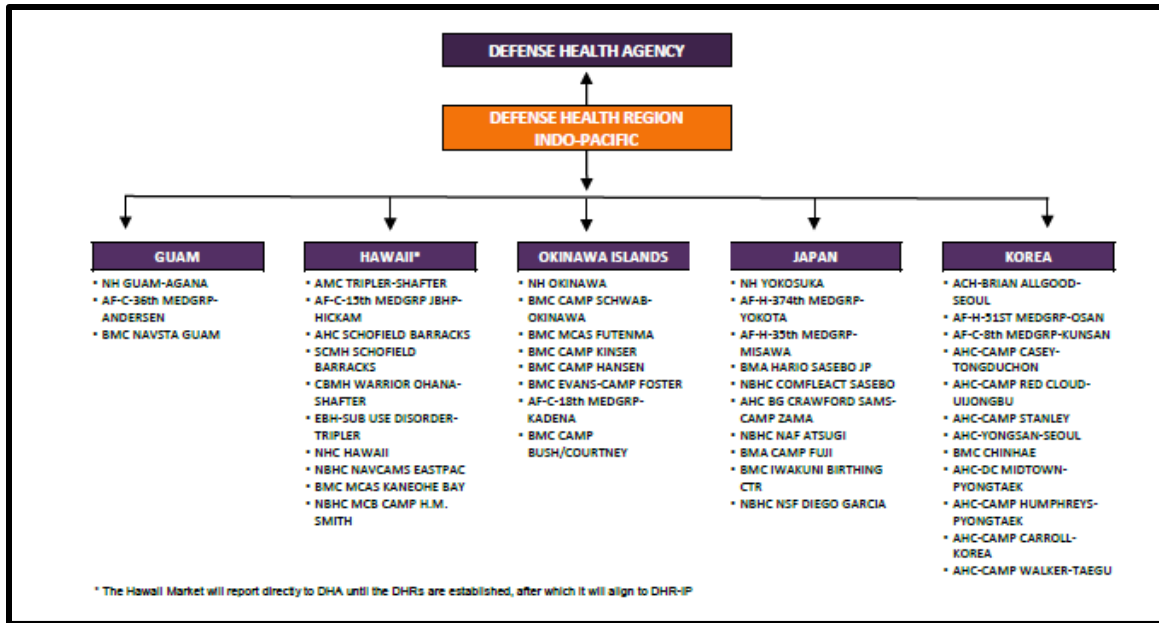 DEFENSE HEALTH AGENCY
DEFENSE HEALTH REGION
INDO-PACIFIC
GUAM
• NH GUAM-AGANA
• AF-C-36th MEDGRP-
ANDERSEN
• BMC NAVSTA GUAM
HAWAII*
• AMC TRIPLER-SHAFTER
• AF-C-15th MEDGRP JBHP-
HICKAM
• AHC SCHOFIELD BARRACKS
• SCMH SCHOFIELD
BARRACKS
• CBMH WARRIOR OHANA-
SHAFTER
• EBH-SUB USE DISORDER-
TRIPLER
• NHC HAWAII
• NBHC NAVCAMS EASTPAC
• BMC MCAS KANEOHE BAY
• NBHC MCB CAMP H.M.
SMITH
OKINAWA ISLANDS
• NH OKINAWA
• BMC CAMP SCHWAB-
OKINAWA
• BMC MCAS FUTENMA
• BMC CAMP KINSER
• BMC CAMP HANSEN
• BMC EVANS-CAMP FOSTER
• AF-C-18th MEDGRP-
KADENA
• BMC CAMP
BUSH/COURTNEY
JAPAN
• NH YOKOSUKA
• AF-H-374th MEDGRP-
YOKOTA
• AF-H-35th MEDGRP-
MISAWA
• BMA HARIO SASEBO JP
• NBHC COMFLEACT SASEBO
• AHC BG CRAWFORD SAMS-
CAMP ZAMA
• NBHC NAF ATSUGI
• BMA CAMP FUJI
• BMC IWAKUNI BIRTHING
CTR
• NBHC NSF DIEGO GARCIA
KOREA
• ACH-BRIAN ALLGOOD-
SEOUL
• AF-H-51ST MEDGRP-OSAN
• AF-C-8th MEDGRP-KUNSAN
• AHC-CAMP CASEY-
TONGDUCHON
• AHC-CAMP RED CLOUD-
UIJONGBU
• AHC-CAMP STANLEY
• AHC-YONGSAN-SEOUL
• BMC CHINHAE
• AHC-DC MIDTOWN-
PYONGTAEK
• AHC-CAMP HUMPHREYS-
PYONGTAEK
• AHC-CAMP CARROLL-
KOREA
• AHC-CAMP WALKER-TAEGU
* The Hawaii Market will report directly to DHA until the DHRs are established, after which it will align to DHR-IP